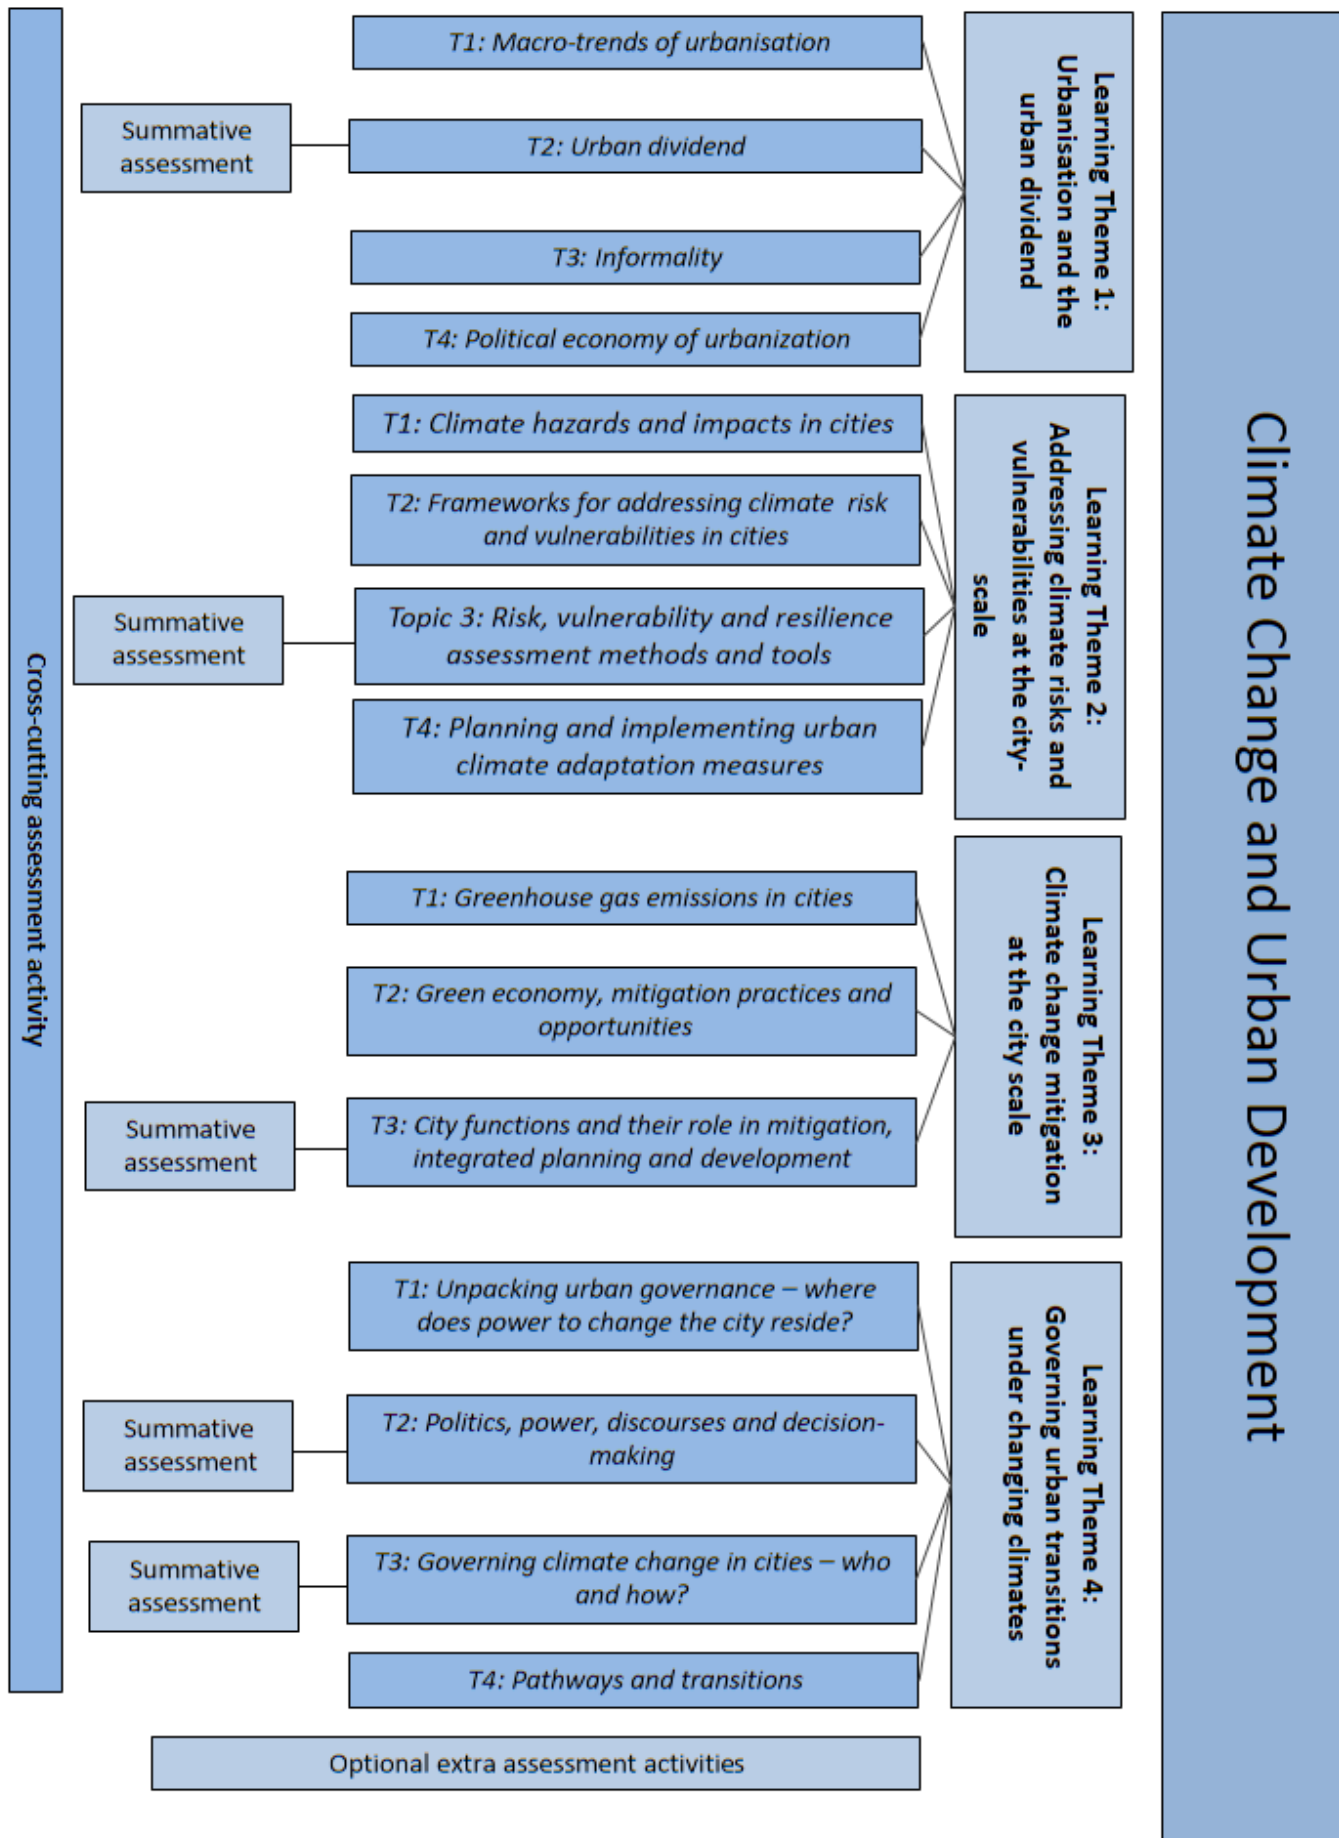 Climate Change and Urban Development
Learning Theme 1:
Urbanisation and the
urban dividend
T1: Macro-trends of urbanisation
T2: Urban dividend
Summative
assessment
T3: Informality
T4: Political economy of urbanization
Learning Theme 2:
Addressing climate risks and
vulnerabilities at the city-
scale
T1: Climate hazards and impacts in cities
T2: Frameworks for addressing climate risk
and vulnerabilities in cities
Topic 3: Risk, vulnerability and resilience
assessment methods and tools
Summative
assessment
T4: Planning and implementing urban
climate adaptation measures
Learning Theme 3:
Climate change mitigation
at the city scale
T1: Greenhouse gas emissions in cities
T2: Green economy, mitigation practices and
opportunities
T3: City functions and their role in mitigation,
integrated planning and development
Summative
assessment
Learning Theme 4:
Governing urban transitions
under changing climates
T1: Unpacking urban governance – where
does power to change the city reside?
T2: Politics, power, discourses and decision-
making
Summative
assessment
T3: Governing climate change in cities – who
and how?
Summative
assessment
T4: Pathways and transitions
Optional extra assessment activities
Cross-cutting assessment activity